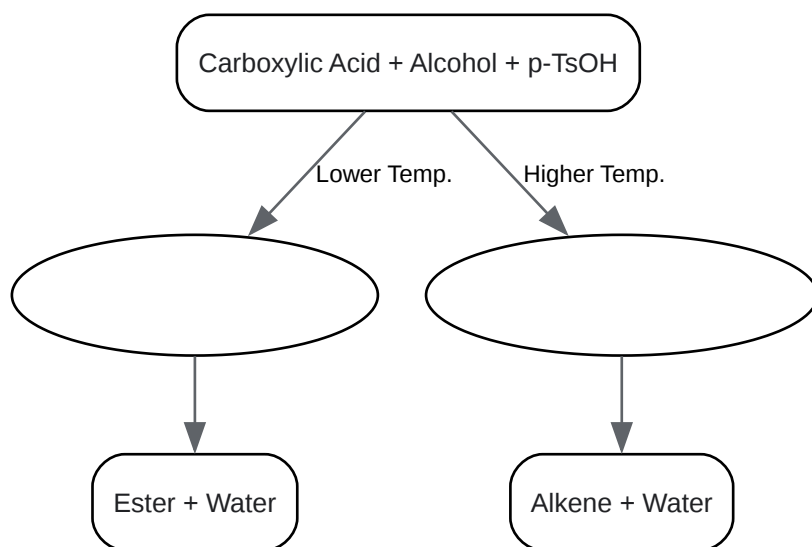 Carboxylic Acid + Alcohol + p-TsOH
Lower Temp.
Higher Temp.
Ester + Water
Alkene + Water